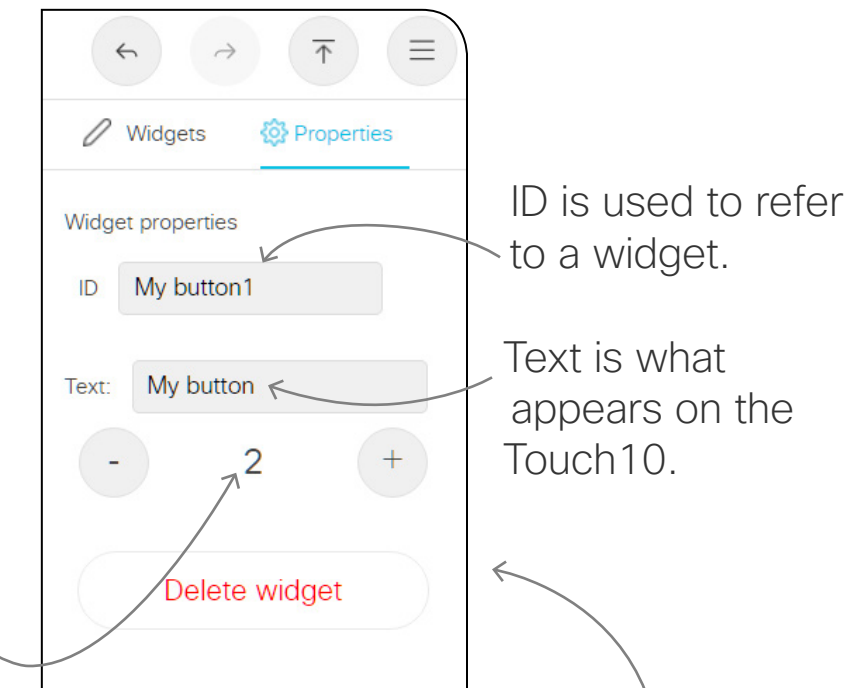 Widgets Properties
Widget properties
ID My button1
ID is used to refer
to a widget.
Text: My button
Text is what
appears on the
Touch10.
- 2 +
Delete widget